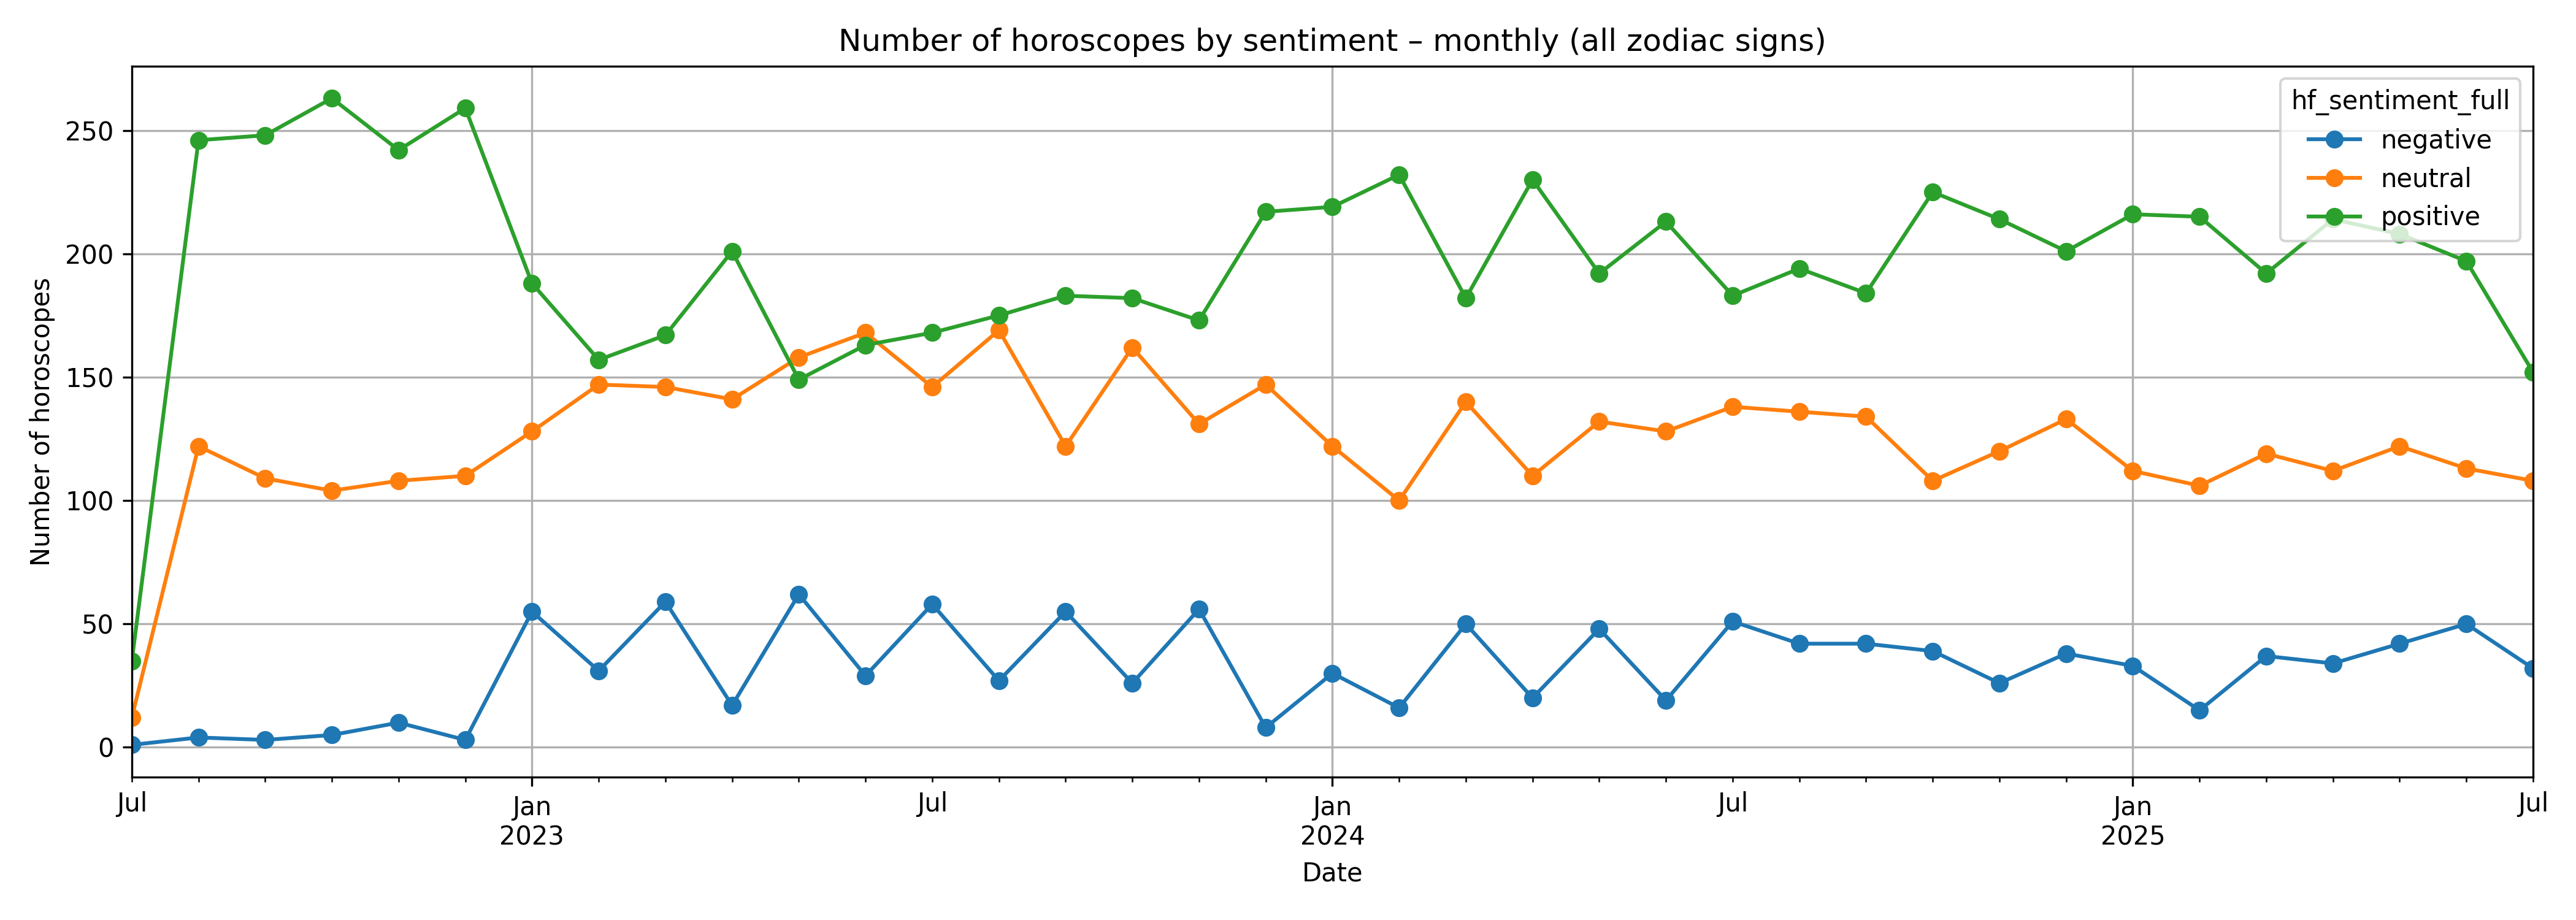 Number of horoscopes by sentiment – monthly (all zodiac signs)
hf_sentiment_full
negative
neutral
positive
Number of horoscopes
250
200
150
100
50
0
Jul Jan Jul Jan Jul Jan Jul
2023 2024 2025
Date